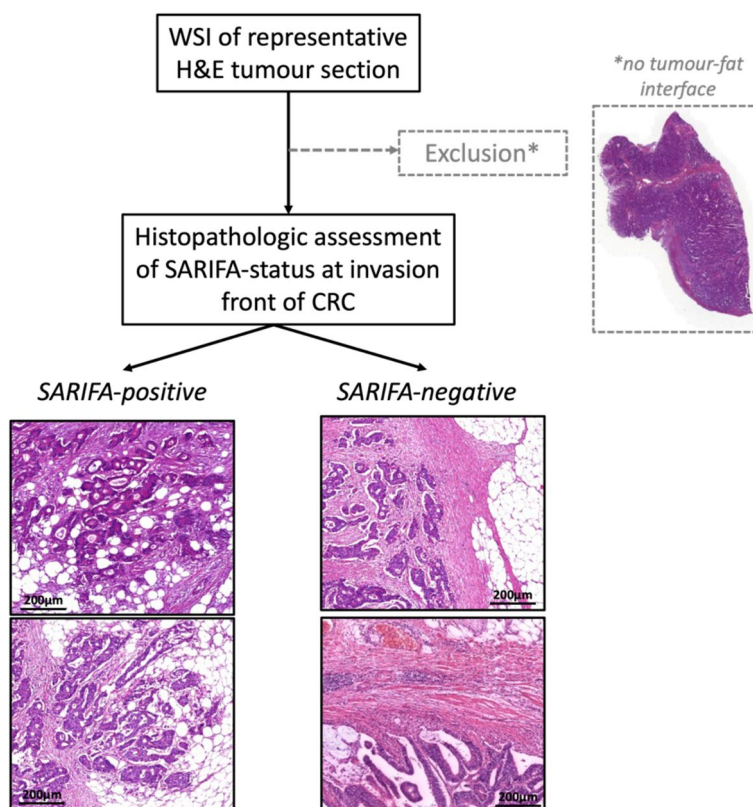 WSI of representative
H&E tumour section
*no tumour-fat
interface
Exclusion*
Histopathologic assessment
of SARIFA-status at invasion
front of CRC
SARIFA-positive
SARIFA-negative
200µm
200µm
200µm
200µm